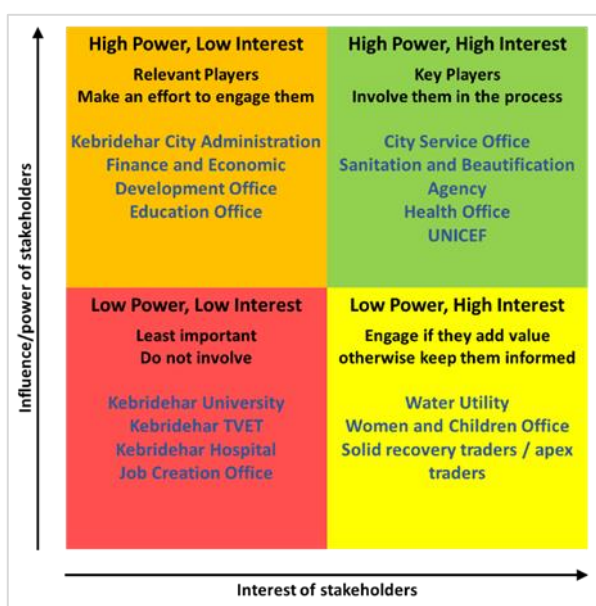 High Power, Low Interest
Relevant Players
Make an effort to engage them
Kebridehar City Administration
Finance and Economic
Development Office
Education Office
High Power, High Interest
Key Players
Involve them in the process
City Service Office
Sanitation and Beautification
Agency
Health Office
UNICEF
Low Power, Low Interest
Least important
Do not involve
Kebridehar University
Kebridehar TVET
Kebridehar Hospital
Job Creation Office
Low Power, High Interest
Engage if they add value
otherwise keep them informed
Water Utility
Women and Children Office
Solid recovery traders / apex
traders
Influence/power of stakeholders
Interest of stakeholders